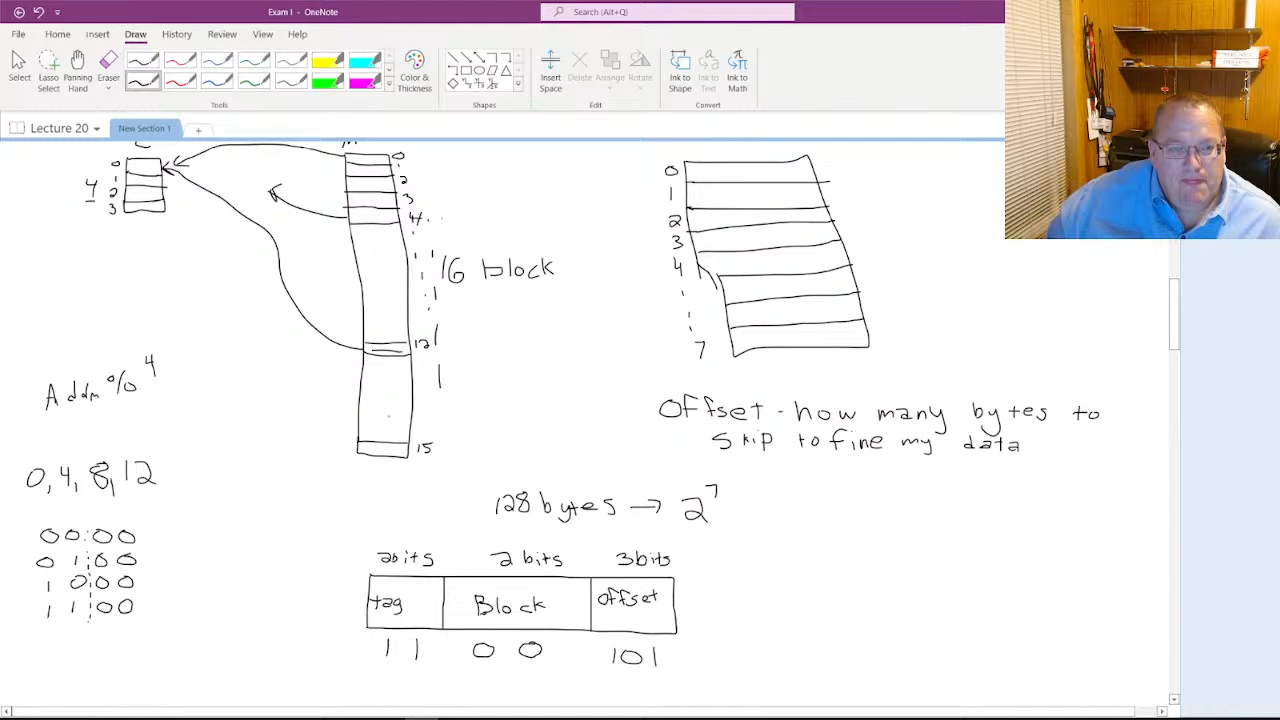 Exam I - OneNote
Search (Alt+Q)
File Home Insert Draw History Review View Help
Select Lasso Select Panning Hand Eraser Color & Thickness Shapes Insert Space Delete Arrange Rotate Ink to Shape Ink to Text Ink to Math
Tools Shapes Edit Convert
Lecture 20 New Section 1
0
1
2
3
4
0
2
3
4
16 block
12
15
0
1
2
3
4
7
Addr % 4
0, 4, 8, 12
00 00
01 00
10 00
11 00
Offset - how many bytes to
skip to fine my data
128 bytes → 2^7
2bits 2 bits 3bits
tag Block offset
11 00 101